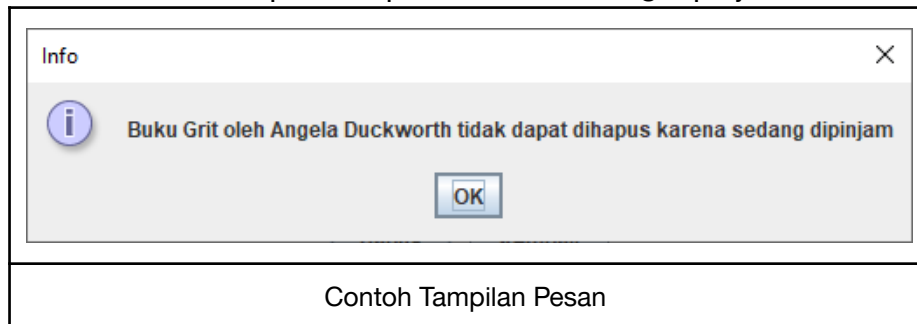 Info
Buku Grit oleh Angela Duckworth tidak dapat dihapus karena sedang dipinjam
OK
Contoh Tampilan Pesan